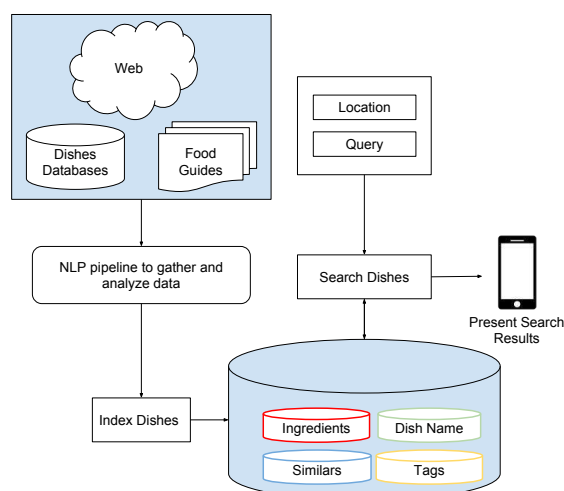 Web
Dishes
Databases
Food
Guides
NLP pipeline to gather and
analyze data
Index Dishes
Location
Query
Search Dishes
Present Search
Results
Ingredients
Dish Name
Similars
Tags